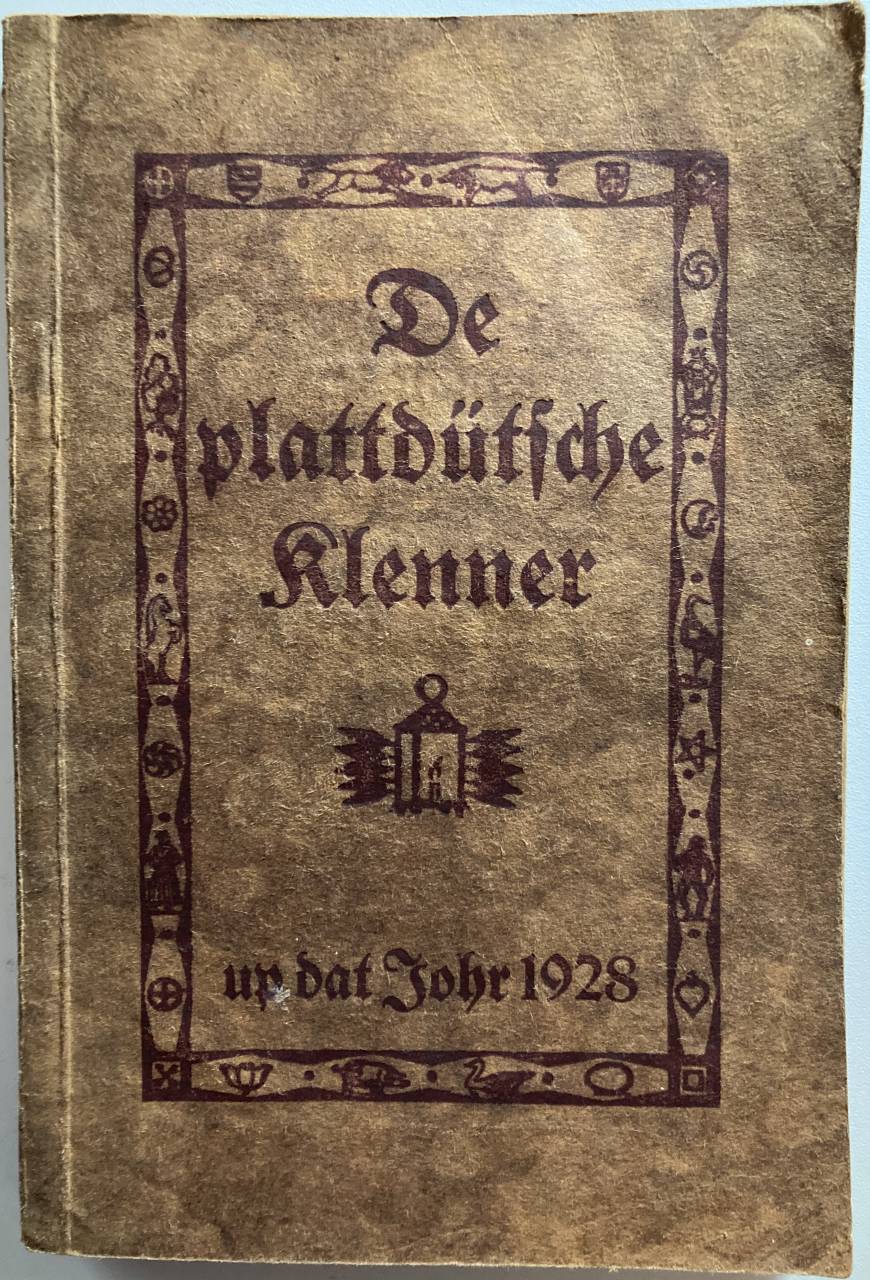 De
plattdütſche
Klenner
up dat Johr 1928